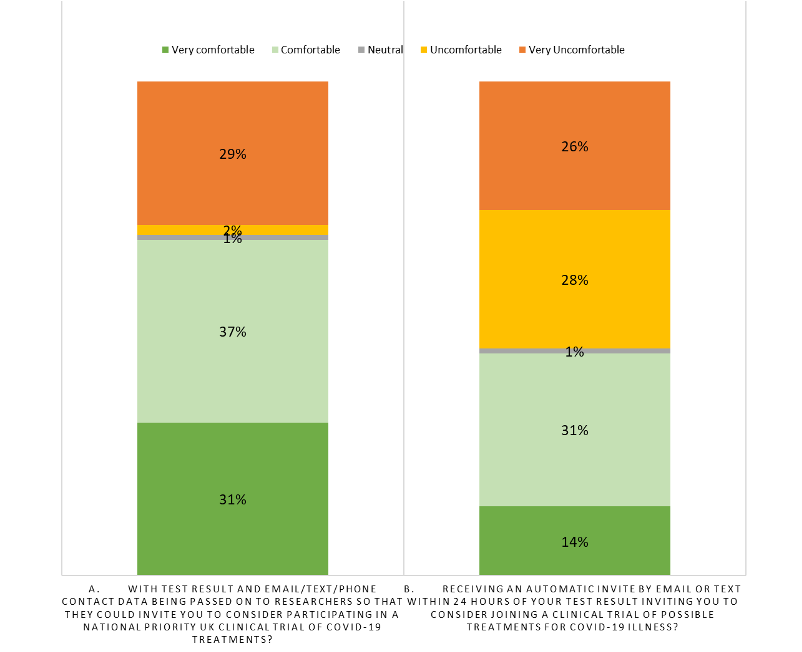 Very comfortable Comfortable Neutral Uncomfortable Very Uncomfortable
29%
2%
1%
37%
31%
26%
28%
1%
31%
14%
A. WITH TEST RESULT AND EMAIL/TEXT/PHONE
CONTACT DATA BEING PASSED ON TO RESEARCHERS SO THAT
THEY COULD INVITE YOU TO CONSIDER PARTICIPATING IN A
NATIONAL PRIORITY UK CLINICAL TRIAL OF COVID-19
TREATMENTS?
B. RECEIVING AN AUTOMATIC INVITE BY EMAIL OR TEXT
WITHIN 24 HOURS OF YOUR TEST RESULT INVITING YOU TO
CONSIDER JOINING A CLINICAL TRIAL OF POSSIBLE
TREATMENTS FOR COVID-19 ILLNESS?